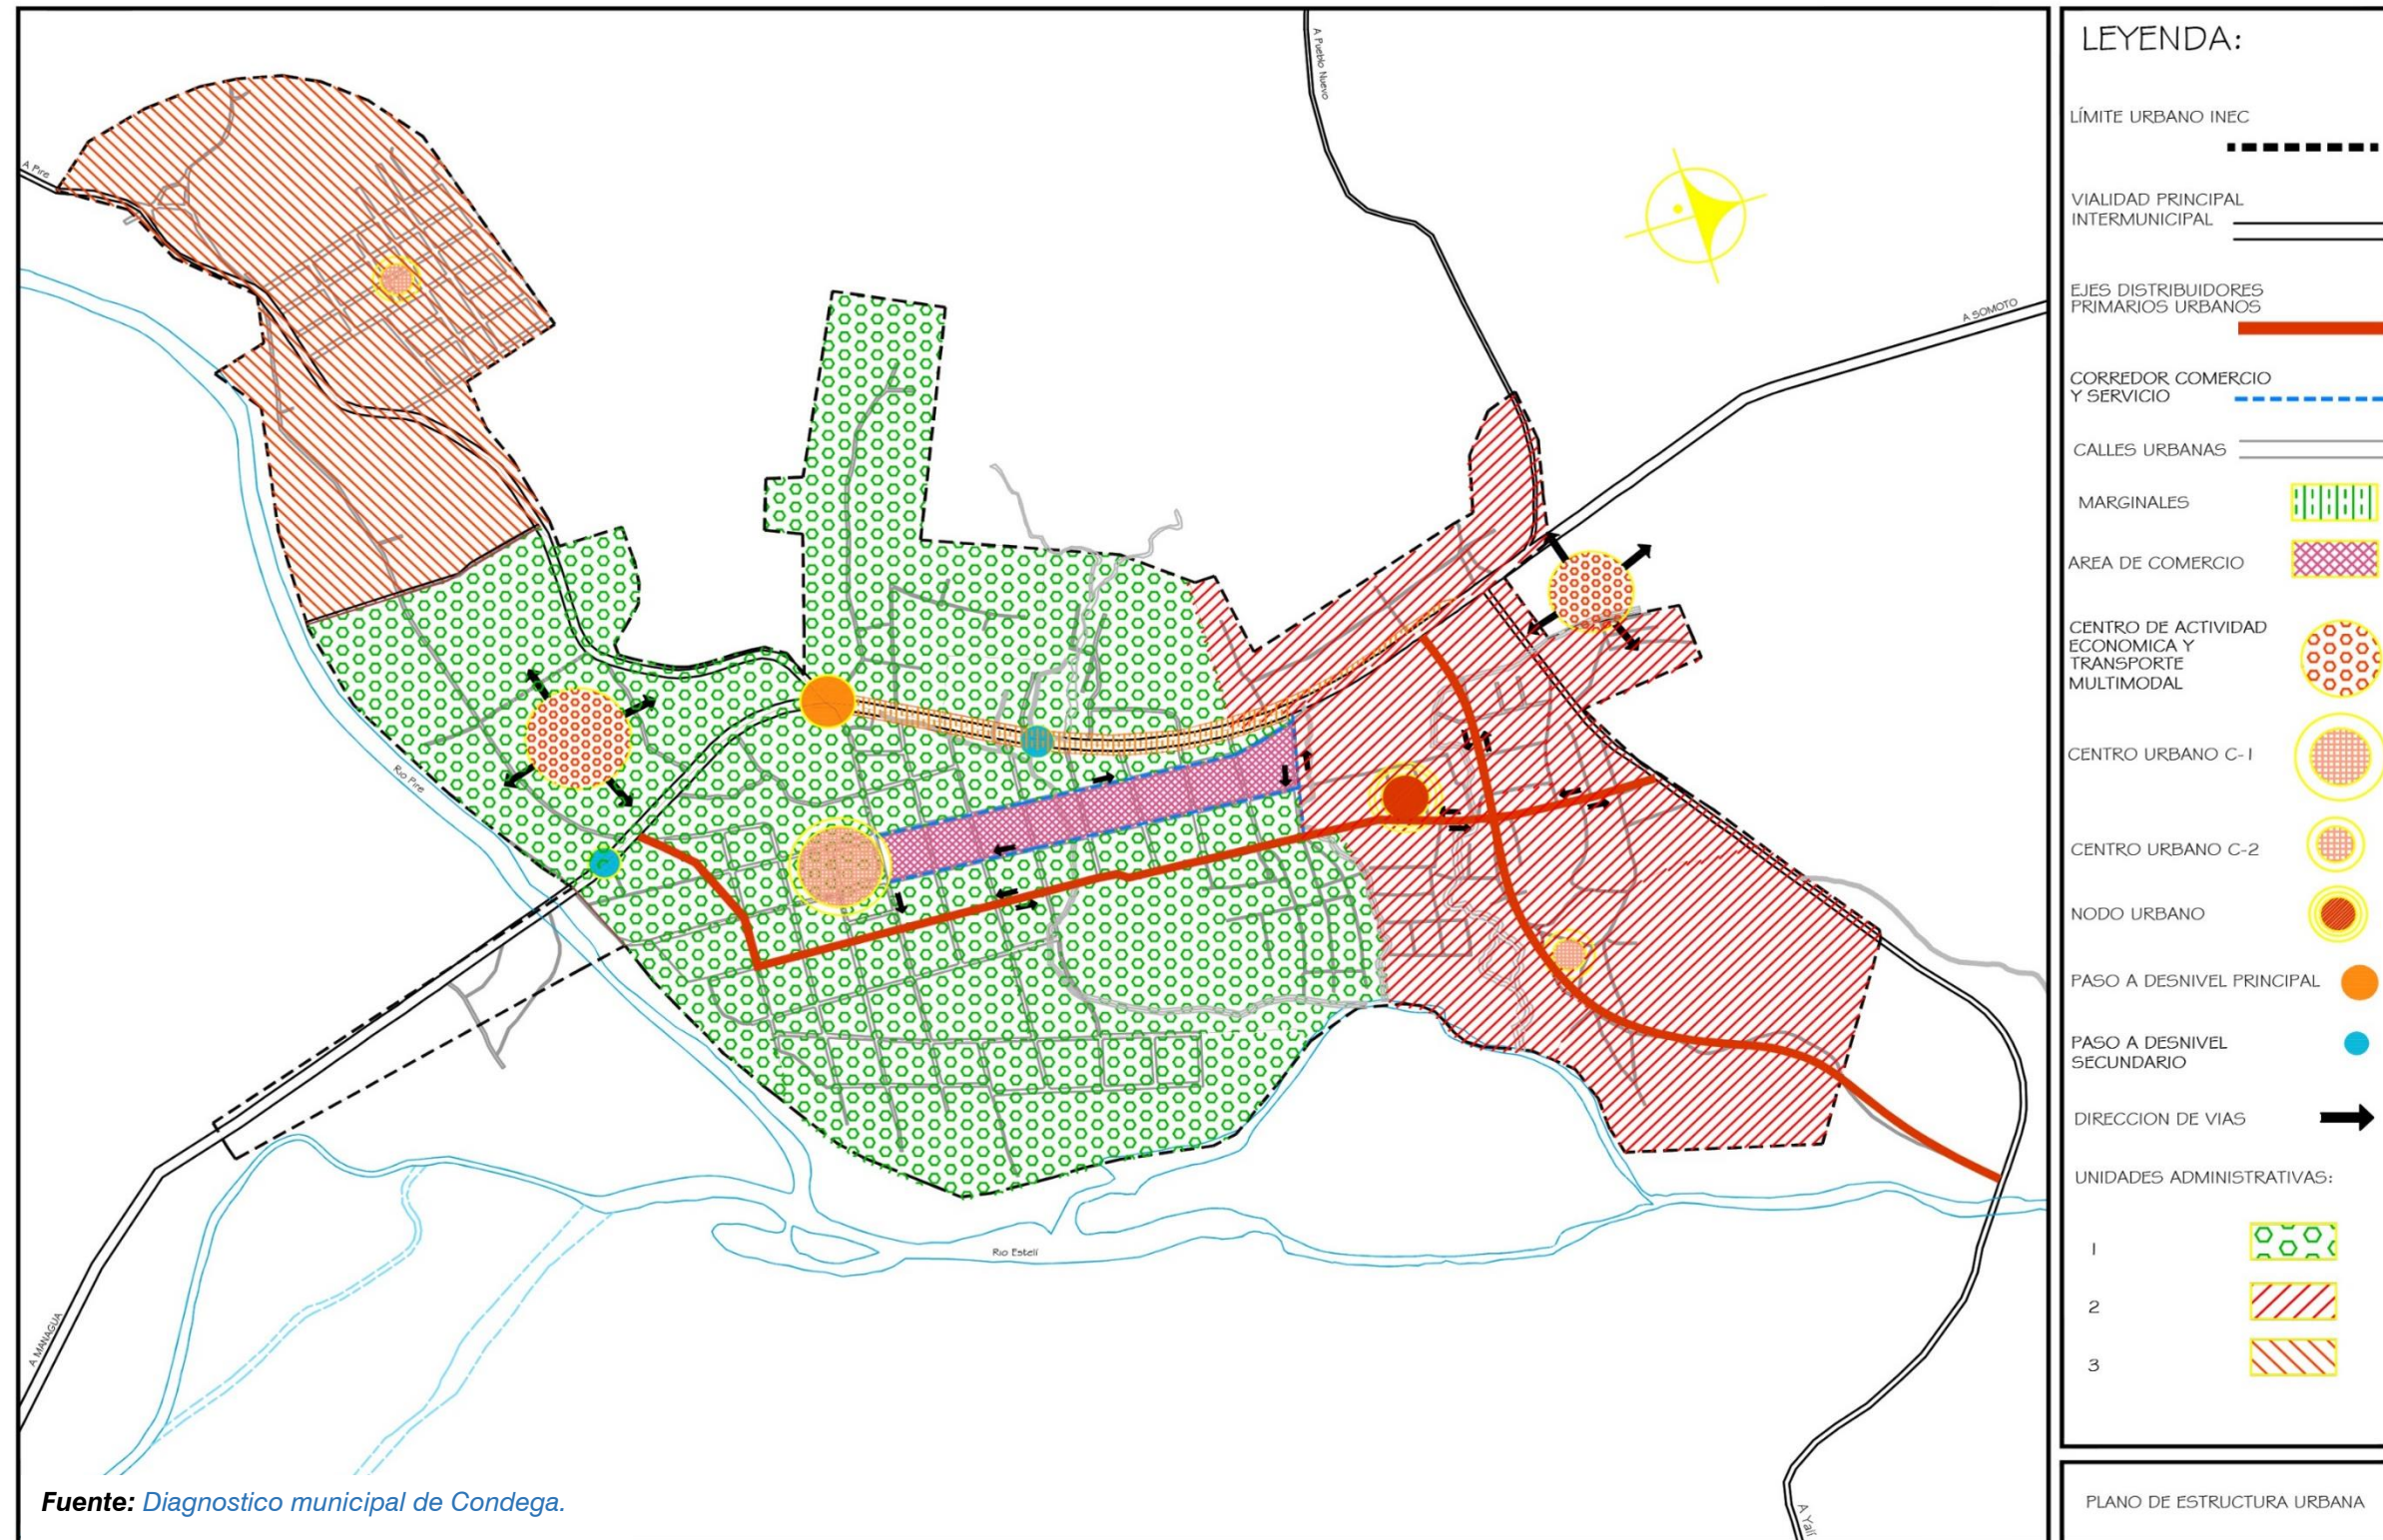 A Pire
A Pueblo Nuevo
A SOMOTO
Rio Pire
Rio Estelí
A MANAGUA
A Yalí
Fuente: Diagnostico municipal de Condega.
LEYENDA:
LÍMITE URBANO INEC
VIALIDAD PRINCIPAL
INTERMUNICIPAL
EJES DISTRIBUIDORES
PRIMARIOS URBANOS
CORREDOR COMERCIO
Y SERVICIO
CALLES URBANAS
MARGINALES
AREA DE COMERCIO
CENTRO DE ACTIVIDAD
ECONOMICA Y
TRANSPORTE
MULTIMODAL
CENTRO URBANO C-1
CENTRO URBANO C-2
NODO URBANO
PASO A DESNIVEL PRINCIPAL
PASO A DESNIVEL
SECUNDARIO
DIRECCION DE VIAS
UNIDADES ADMINISTRATIVAS:
1
2
3
PLANO DE ESTRUCTURA URBANA